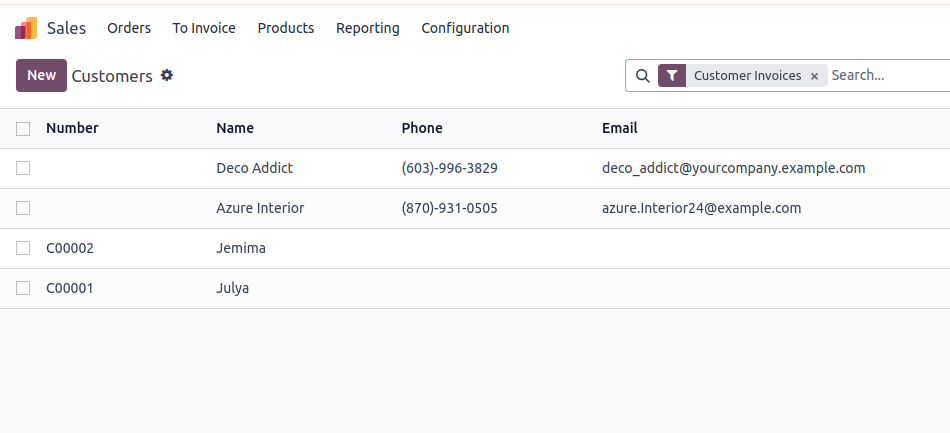 Sales Orders To Invoice Products Reporting Configuration
New Customers Customer Invoices × Search...
Number Name Phone Email
Deco Addict (603)-996-3829 deco_addict@yourcompany.example.com
Azure Interior (870)-931-0505 azure.Interior24@example.com
C00002 Jemima
C00001 Julya